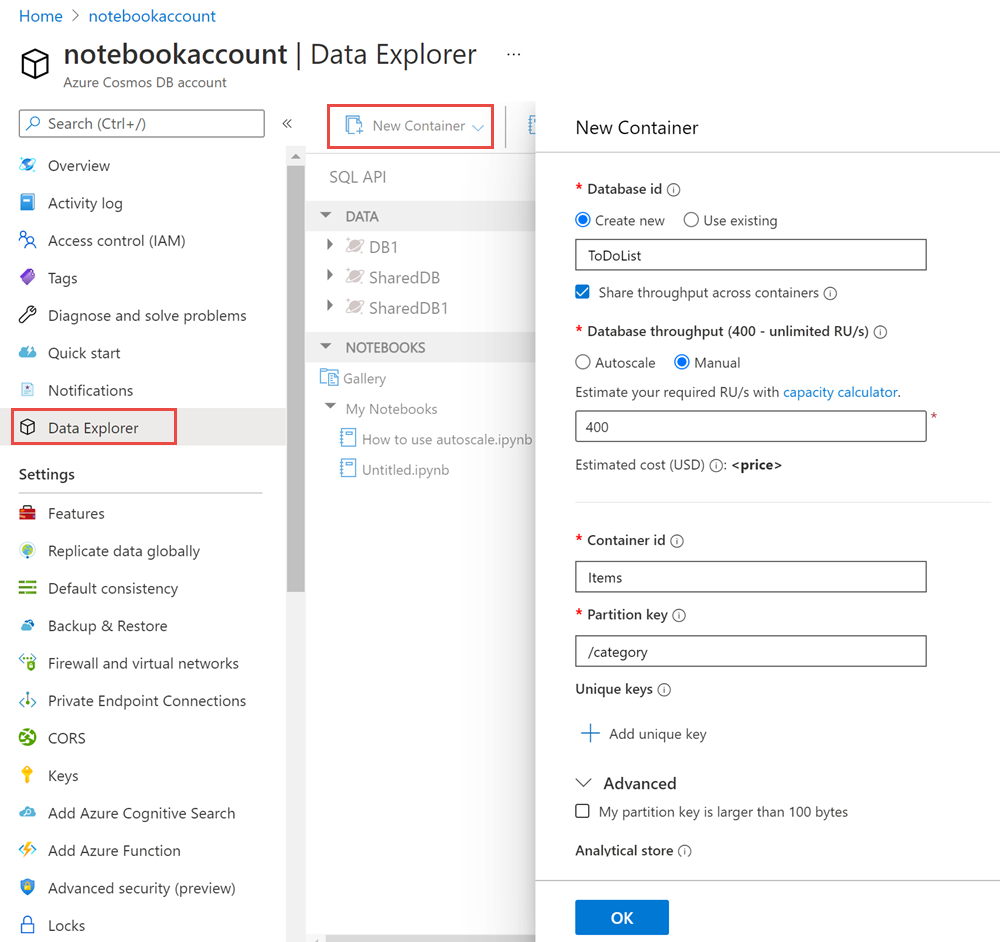 Home > notebookaccount
notebookaccount | Data Explorer ...
Azure Cosmos DB account
Search (Ctrl+/)
«
Overview
Activity log
Access control (IAM)
Tags
Diagnose and solve problems
Quick start
Notifications
Data Explorer
Settings
Features
Replicate data globally
Default consistency
Backup & Restore
Firewall and virtual networks
Private Endpoint Connections
CORS
Keys
Add Azure Cognitive Search
Add Azure Function
Advanced security (preview)
Locks
New Container
SQL API
DATA
DB1
SharedDB
SharedDB1
NOTEBOOKS
Gallery
My Notebooks
How to use autoscale.ipynb
Untitled.ipynb
New Container
* Database id
Create new Use existing
ToDoList
Share throughput across containers
* Database throughput (400 - unlimited RU/s)
Autoscale Manual
Estimate your required RU/s with capacity calculator.
400 *
Estimated cost (USD) : <price>
* Container id
Items
* Partition key
/category
Unique keys
Add unique key
Advanced
My partition key is larger than 100 bytes
Analytical store
OK